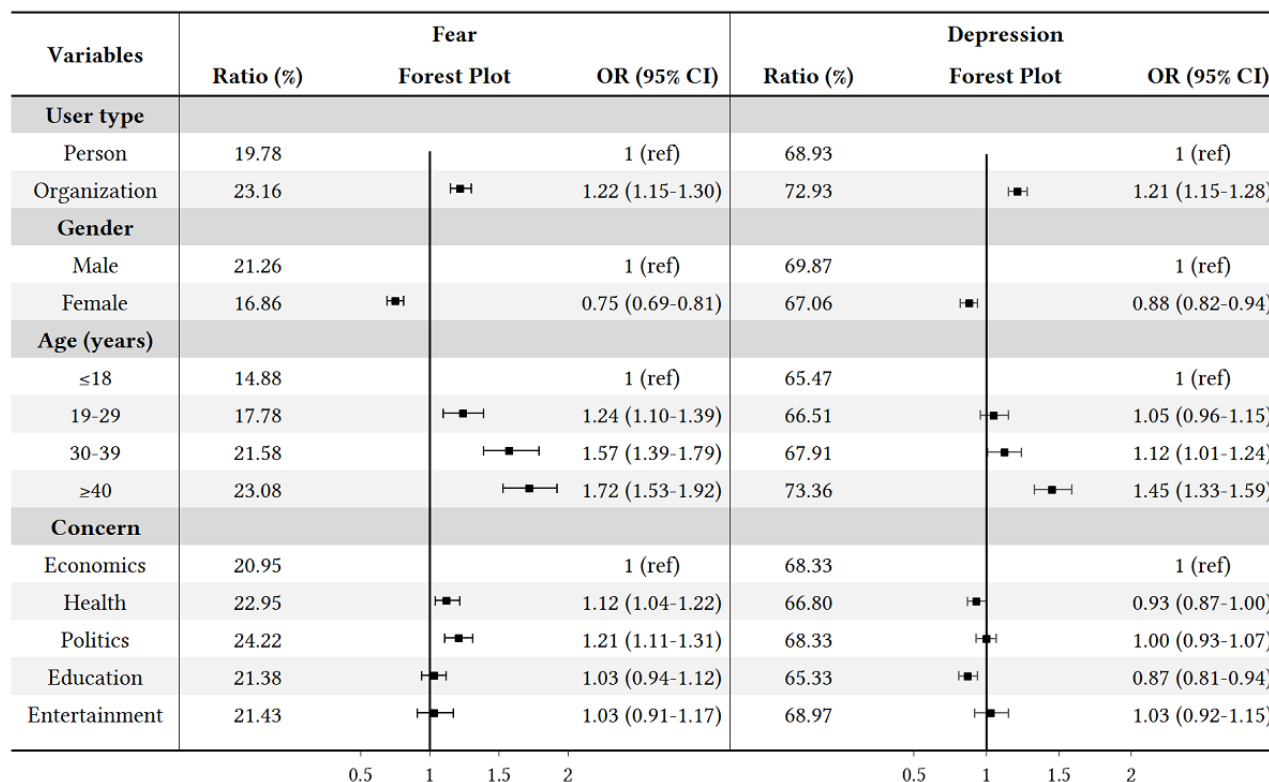 Variables Fear Depression
Ratio (%) Forest Plot OR (95% CI) Ratio (%) Forest Plot OR (95% CI)
User type
Person 19.78 1 (ref) 68.93 1 (ref)
Organization 23.16 1.22 (1.15-1.30) 72.93 1.21 (1.15-1.28)
Gender
Male 21.26 1 (ref) 69.87 1 (ref)
Female 16.86 0.75 (0.69-0.81) 67.06 0.88 (0.82-0.94)
Age (years)
≤18 14.88 1 (ref) 65.47 1 (ref)
19-29 17.78 1.24 (1.10-1.39) 66.51 1.05 (0.96-1.15)
30-39 21.58 1.57 (1.39-1.79) 67.91 1.12 (1.01-1.24)
≥40 23.08 1.72 (1.53-1.92) 73.36 1.45 (1.33-1.59)
Concern
Economics 20.95 1 (ref) 68.33 1 (ref)
Health 22.95 1.12 (1.04-1.22) 66.80 0.93 (0.87-1.00)
Politics 24.22 1.21 (1.11-1.31) 68.33 1.00 (0.93-1.07)
Education 21.38 1.03 (0.94-1.12) 65.33 0.87 (0.81-0.94)
Entertainment 21.43 1.03 (0.91-1.17) 68.97 1.03 (0.92-1.15)
0.5 1 1.5 2 0.5 1 1.5 2